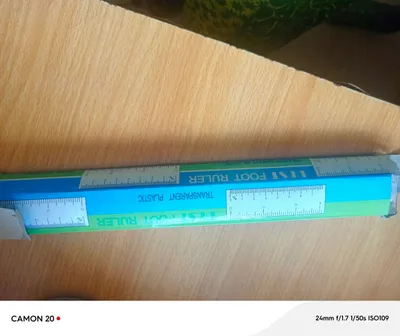 FOOT RULER
TRANSPARENT PLASTIC
FOOT RULER
CAMON 20
24mm f/1.7 1/50s ISO109